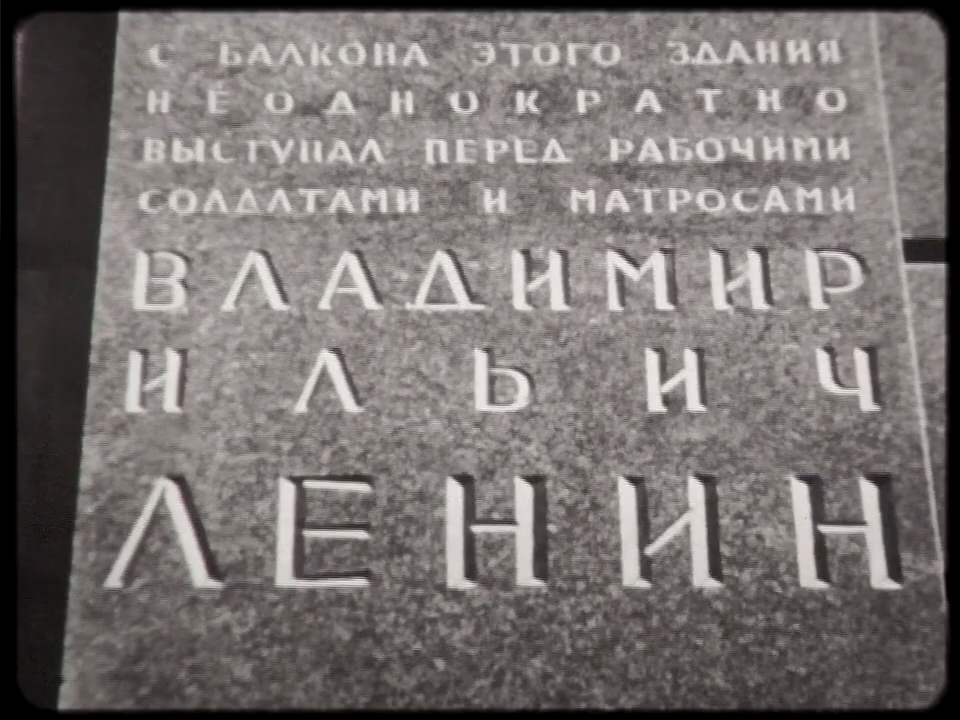 С БАЛКОНА ЭТОГО ЗДАНИЯ
НЕОДНОКРАТНО
ВЫСТУПАЛ ПЕРЕД РАБОЧИМИ
СОЛДАТАМИ И МАТРОСАМИ
ВЛАДИМИР
ИЛЬИЧ
ЛЕНИН